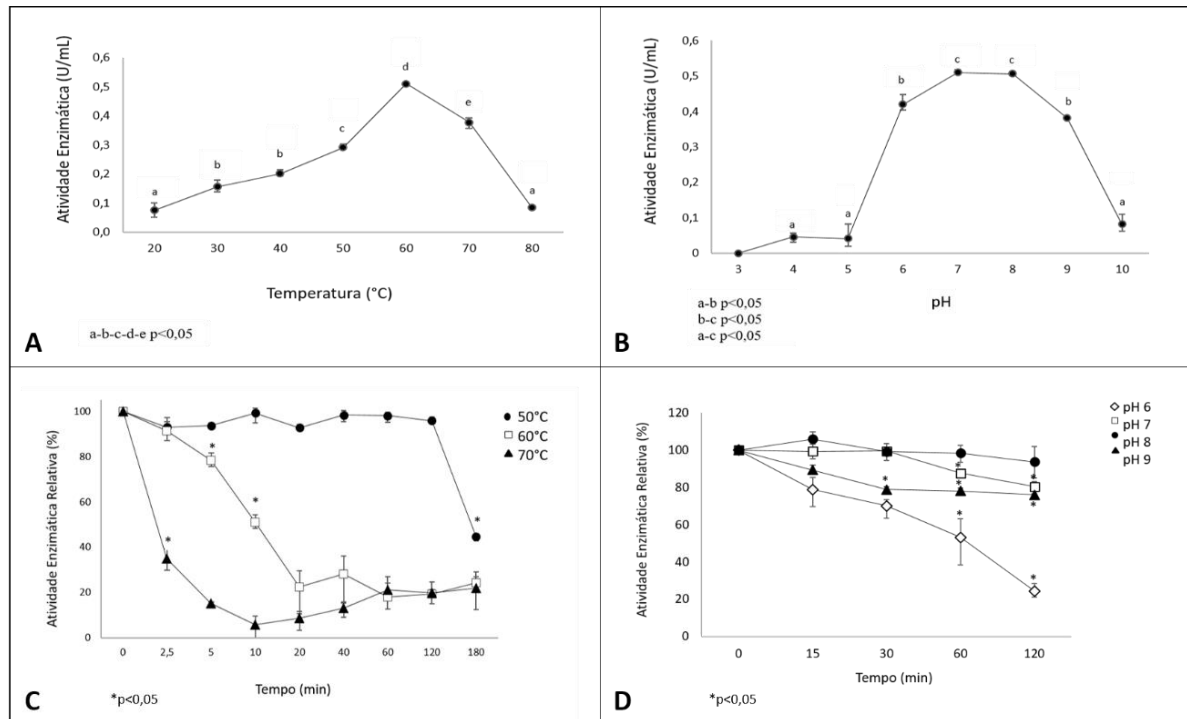 Atividade Enzimática (U/mL)
0,6
0,5
0,4
0,3
0,2
0,1
0,0
a
b
b
c
d
e
a
20 30 40 50 60 70 80
Temperatura (°C)
a-b-c-d-e p<0,05
A
Atividade Enzimática (U/mL)
0,6
0,5
0,4
0,3
0,2
0,1
0
a
a
b
c
c
b
a
3 4 5 6 7 8 9 10
pH
a-b p<0,05
b-c p<0,05
a-c p<0,05
B
Atividade Enzimática Relativa (%)
100
80
60
40
20
0
50°C
60°C
70°C
*
*
*
*
0 2,5 5 10 20 40 60 120 180
Tempo (min)
*p<0,05
C
Atividade Enzimática Relativa (%)
120
100
80
60
40
20
0
pH 6
pH 7
pH 8
pH 9
*
*
*
*
*
*
*
0 15 30 60 120
Tempo (min)
*p<0,05
D